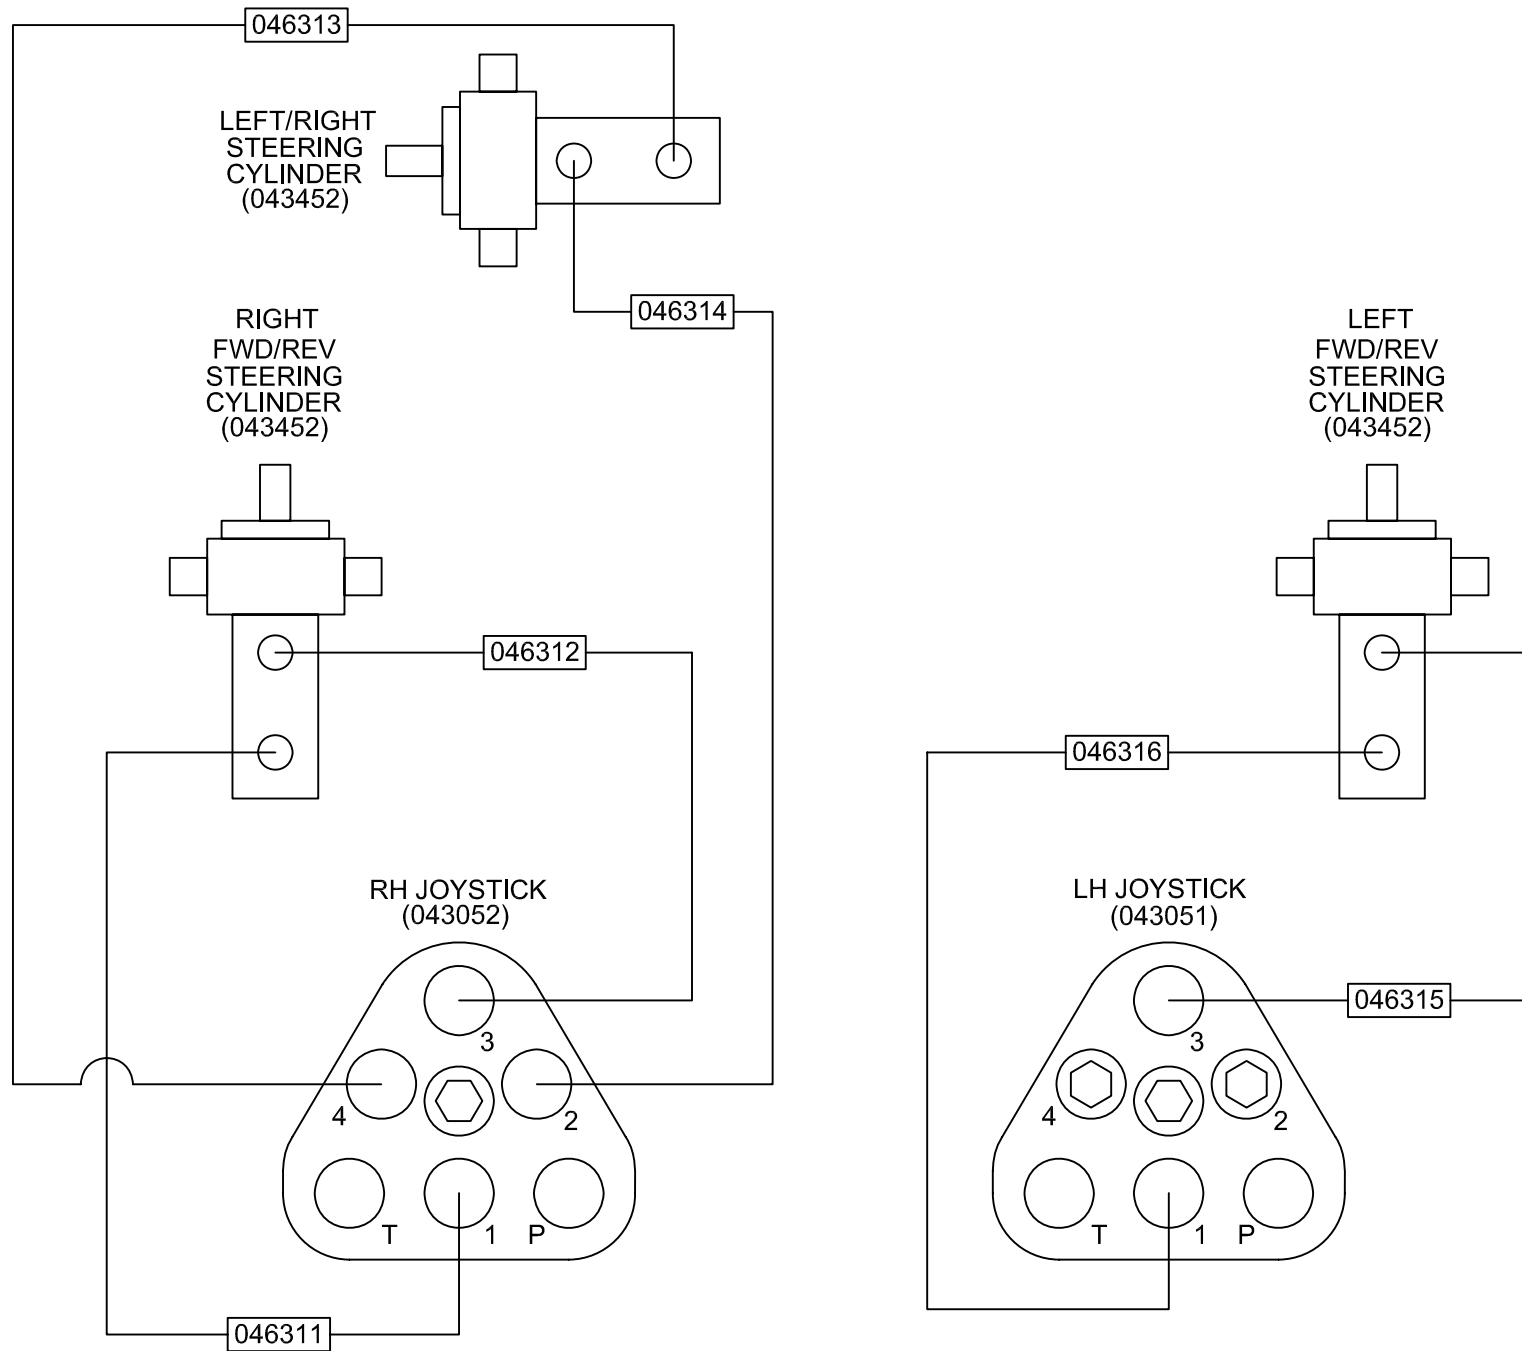 046313
LEFT/RIGHT
STEERING
CYLINDER
(043452)
046314
RIGHT
FWD/REV
STEERING
CYLINDER
(043452)
LEFT
FWD/REV
STEERING
CYLINDER
(043452)
046312
046316
RH JOYSTICK
(043052)
LH JOYSTICK
(043051)
046315
3
4
2
T
1
P
3
4
2
T
1
P
046311